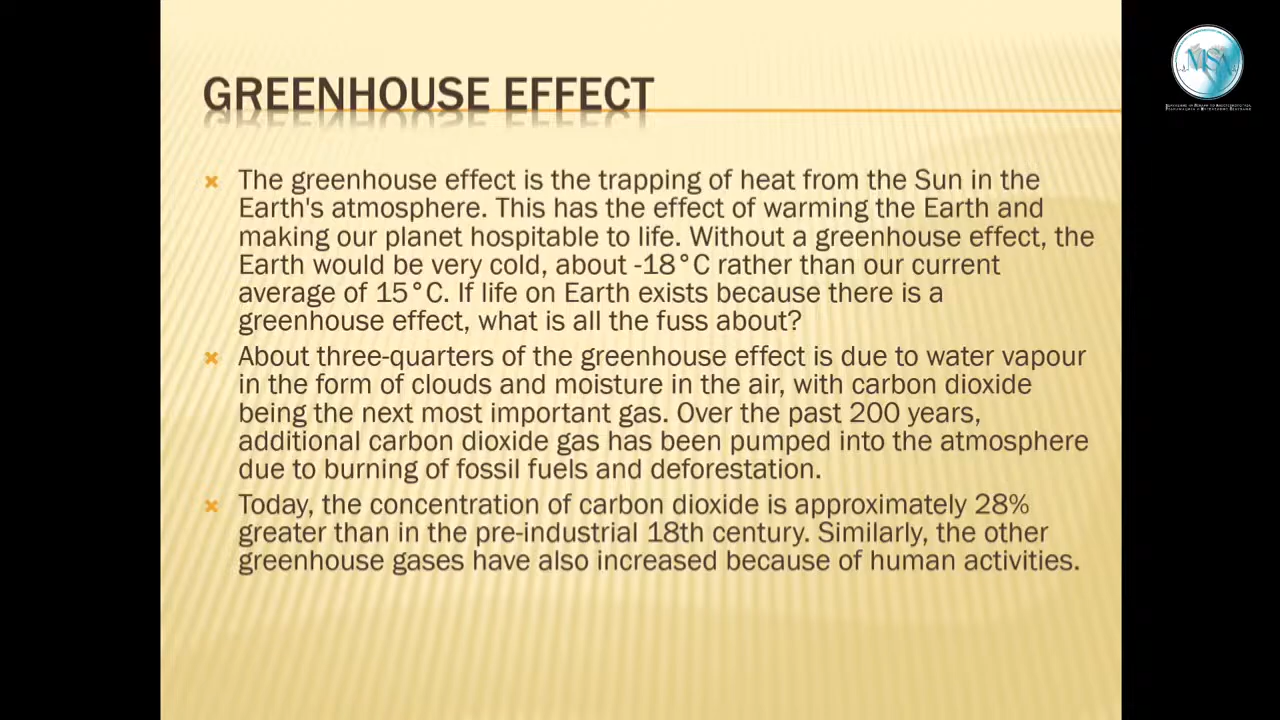 GREENHOUSE EFFECT
The greenhouse effect is the trapping of heat from the Sun in the
Earth's atmosphere. This has the effect of warming the Earth and
making our planet hospitable to life. Without a greenhouse effect, the
Earth would be very cold, about -18°C rather than our current
average of 15°C. If life on Earth exists because there is a
greenhouse effect, what is all the fuss about?
About three-quarters of the greenhouse effect is due to water vapour
in the form of clouds and moisture in the air, with carbon dioxide
being the next most important gas. Over the past 200 years,
additional carbon dioxide gas has been pumped into the atmosphere
due to burning of fossil fuels and deforestation.
Today, the concentration of carbon dioxide is approximately 28%
greater than in the pre-industrial 18th century. Similarly, the other
greenhouse gases have also increased because of human activities.
MSA